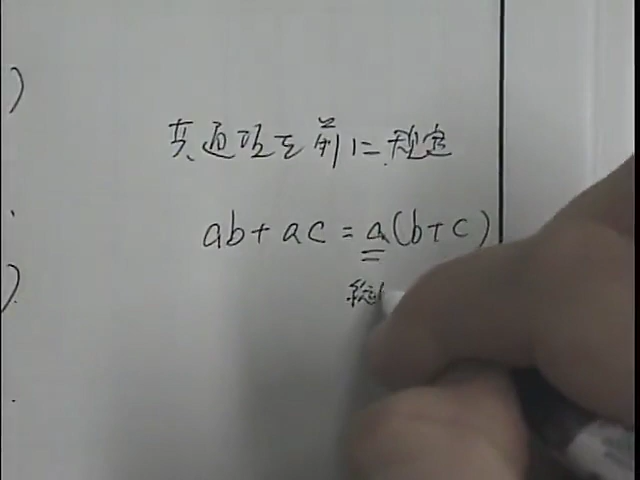 )
共通項を前に規定
ab + ac = a(b+c)
)